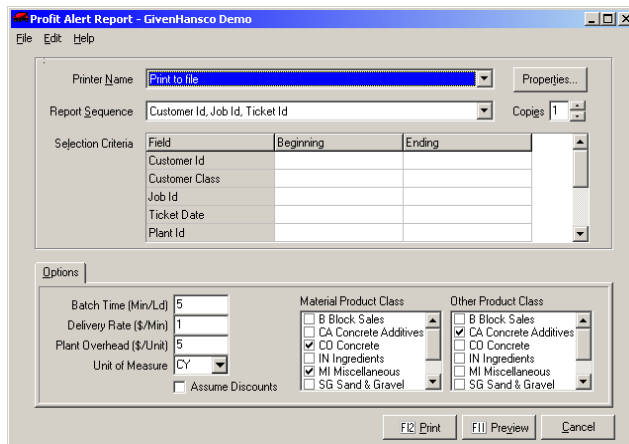 Profit Alert Report - GivenHansco Demo
File Edit Help
Printer Name Print to file Properties...
Report Sequence Customer Id, Job Id, Ticket Id Copies 1
Selection Criteria Field Beginning Ending
Customer Id
Customer Class
Job Id
Ticket Date
Plant Id
Options
Batch Time (Min/Ld) 5
Delivery Rate ($/Min) 1
Plant Overhead ($/Unit) 5
Unit of Measure CY
Assume Discounts
Material Product Class
B Block Sales
CA Concrete Additives
CO Concrete
IN Ingredients
MI Miscellaneous
SG Sand & Gravel
Other Product Class
B Block Sales
CA Concrete Additives
CO Concrete
IN Ingredients
MI Miscellaneous
SG Sand & Gravel
F12 Print F11 Preview Cancel